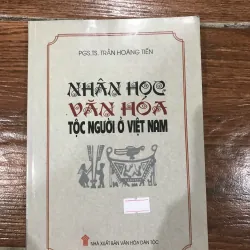 PGS.TS. TRẦN HOÀNG TIẾN
NHÂN HỌC
VĂN HÓA
TỘC NGƯỜI Ở VIỆT NAM
NHÀ XUẤT BẢN VĂN HÓA DÂN TỘC